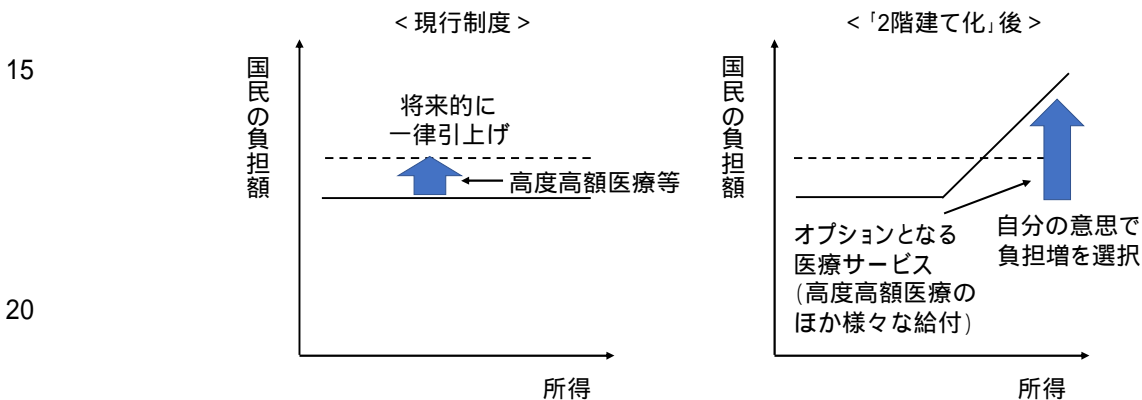 15
20
<現行制度>
国民の負担額
将来的に
一律引上げ
高度高額医療等
所得
<「2階建て化」後>
国民の負担額
オプションとなる
医療サービス
(高度高額医療の
ほか様々な給付)
自分の意思で
負担増を選択
所得